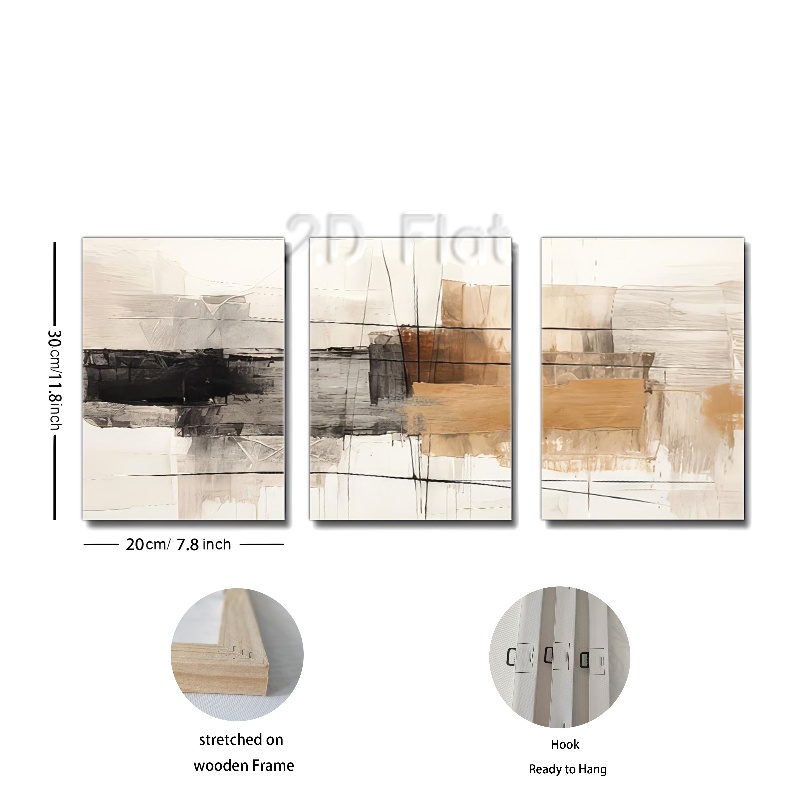 2D Flat
30cm/11.8inch
20cm/ 7.8 inch
stretched on
wooden Frame
Hook
Ready to Hang